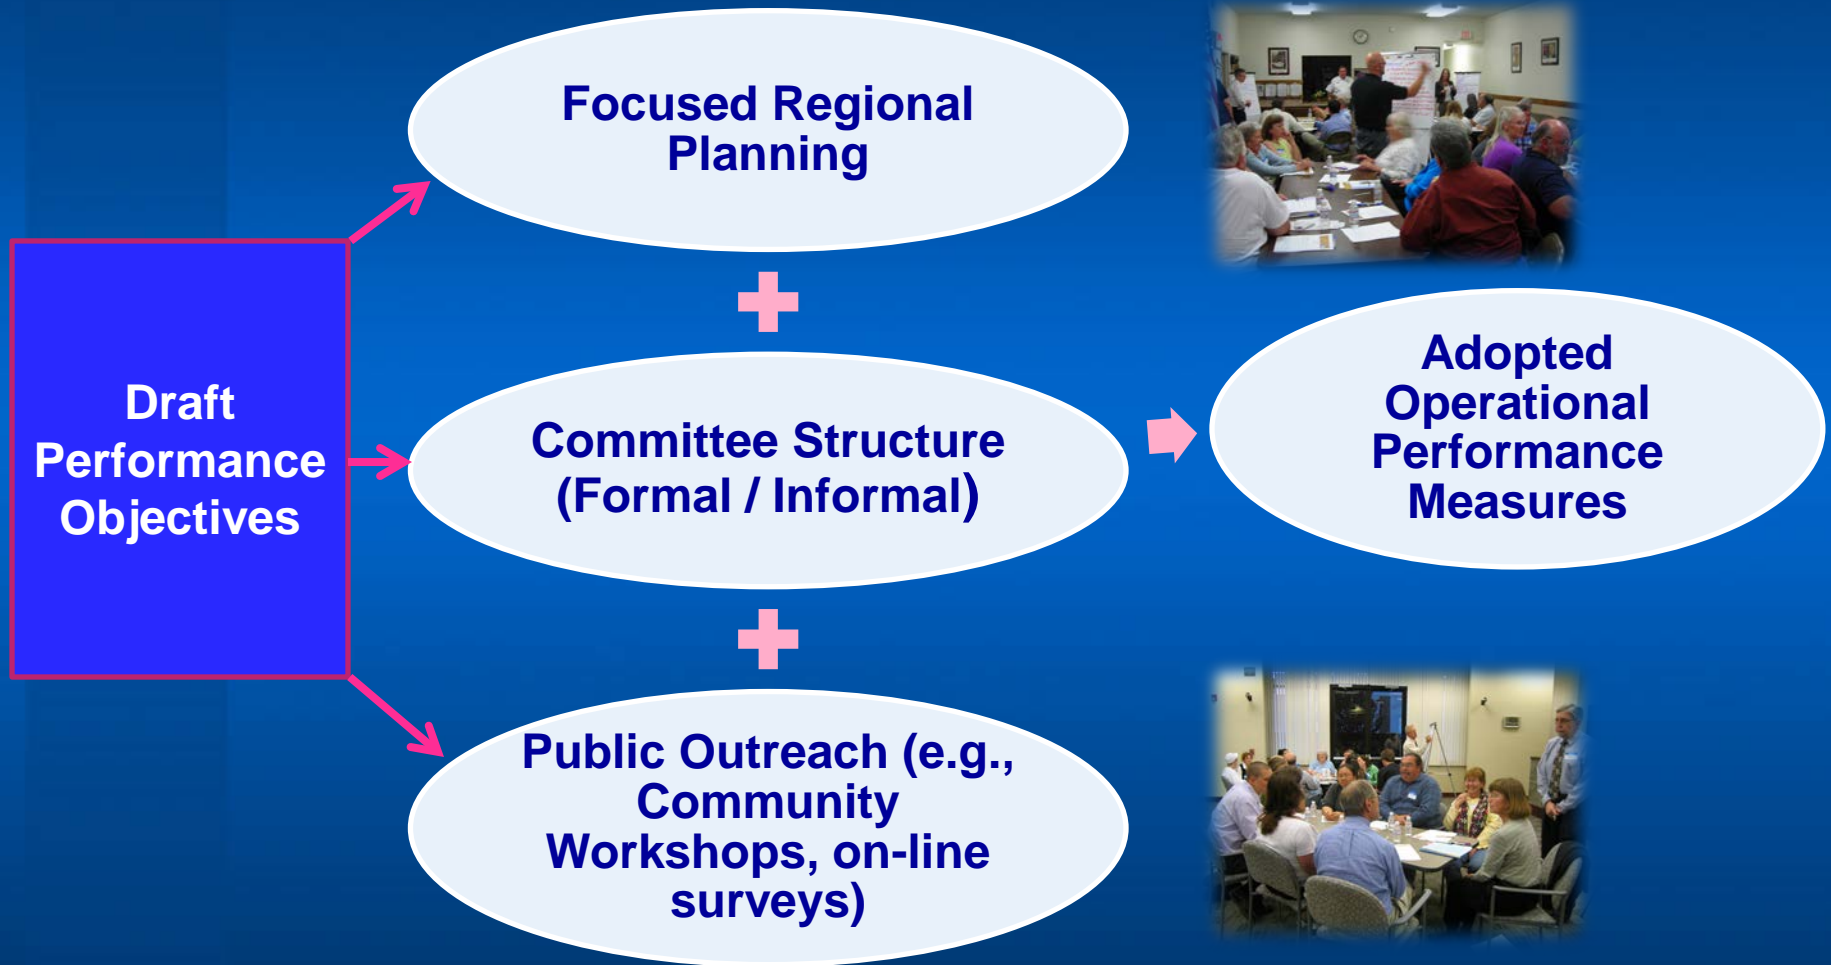 Focused Regional
Planning
Draft
Performance
Objectives
Committee Structure
(Formal / Informal)
Adopted
Operational
Performance
Measures
Public Outreach (e.g.,
Community
Workshops, on-line
surveys)